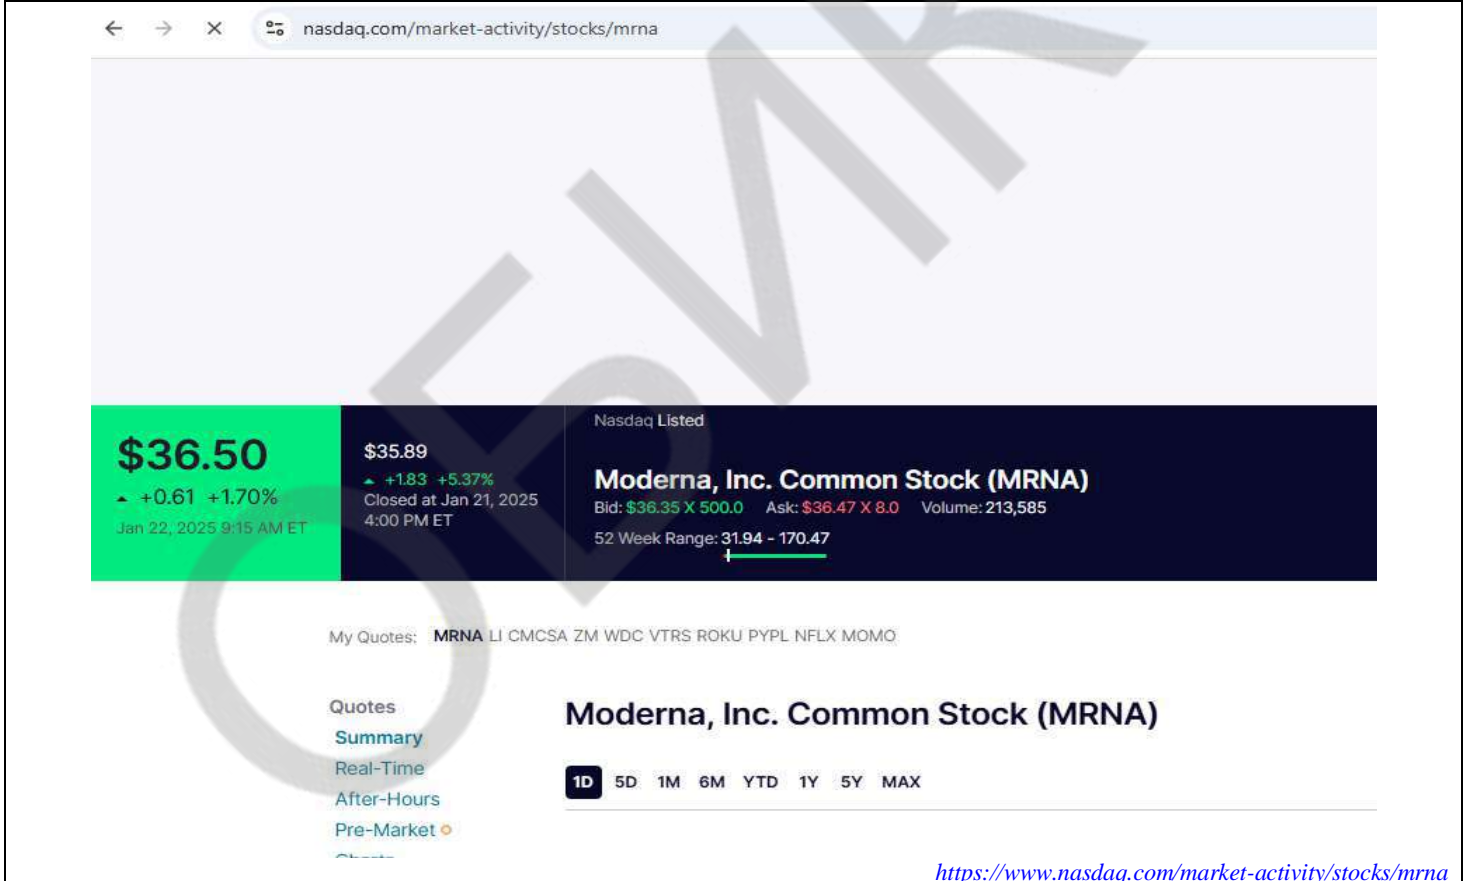 nasdaq.com/market-activity/stocks/mrna
ОБИК
Nasdaq Listed
$36.50
+0.61 +1.70%
Jan 22, 2025 9:15 AM ET
$35.89
+1.83 +5.37%
Closed at Jan 21, 2025
4:00 PM ET
Moderna, Inc. Common Stock (MRNA)
Bid: $36.35 X 500.0 Ask: $36.47 X 8.0 Volume: 213,585
52 Week Range: 31.94 - 170.47
My Quotes: MRNA LI CMCSA ZM WDC VTRS ROKU PYPL NFLX MOMO
Quotes
Summary
Real-Time
After-Hours
Pre-Market
Moderna, Inc. Common Stock (MRNA)
1D 5D 1M 6M YTD 1Y 5Y MAX
https://www.nasdaq.com/market-activity/stocks/mrna